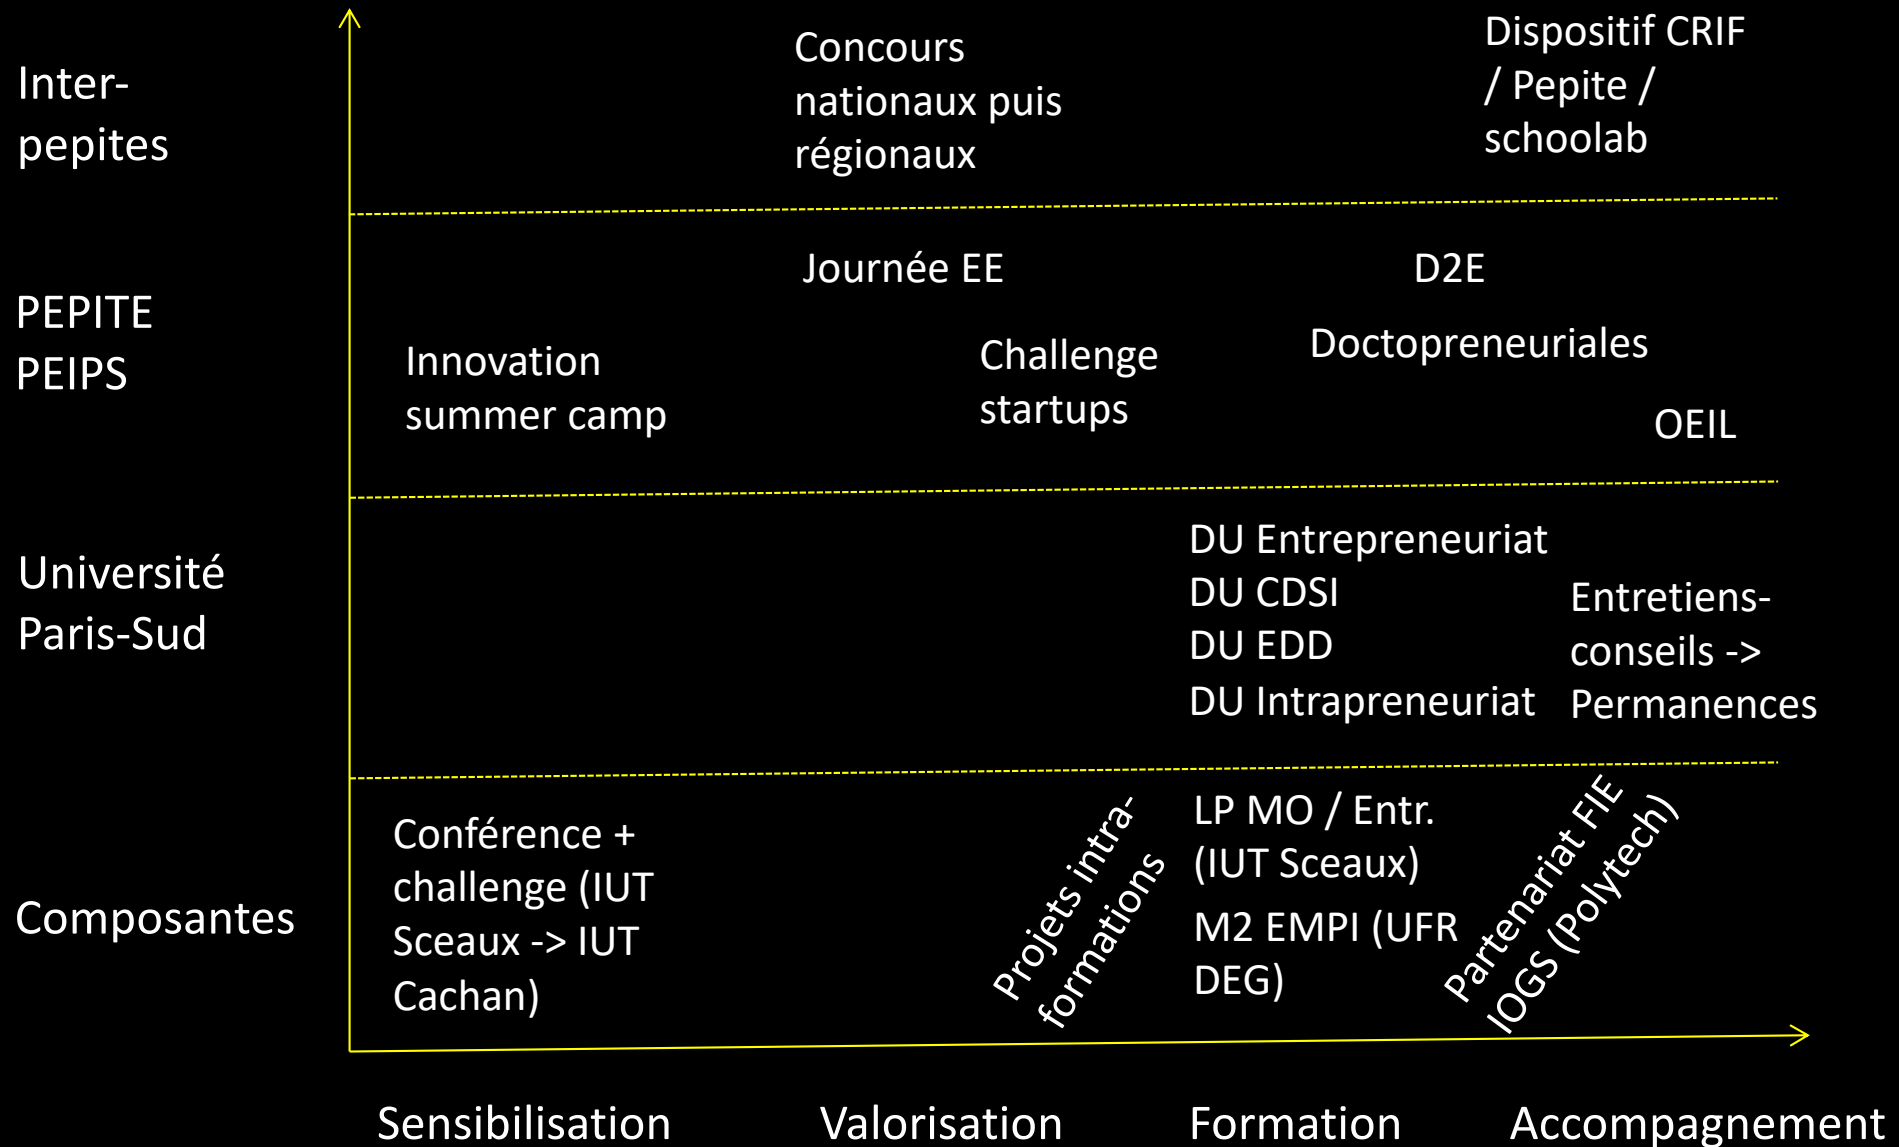 Inter-
pepites
Concours
nationaux puis
régionaux
Dispositif CRIF
/ Pepite /
schoolab
PEPITE
PEIPS
Journée EE
D2E
Innovation
summer camp
Challenge
startups
Doctopreneuriales
OEIL
Université
Paris-Sud
DU Entrepreneuriat
DU CDSI
DU EDD
DU Intrapreneuriat
Entretiens-
conseils ->
Permanences
Composantes
Conférence +
challenge (IUT
Sceaux -> IUT
Cachan)
Projets intra-
formations
LP MO / Entr.
(IUT Sceaux)
M2 EMPI (UFR
DEG)
Partenariat FIE
IOGS (Polytech)
Sensibilisation
Valorisation
Formation
Accompagnement